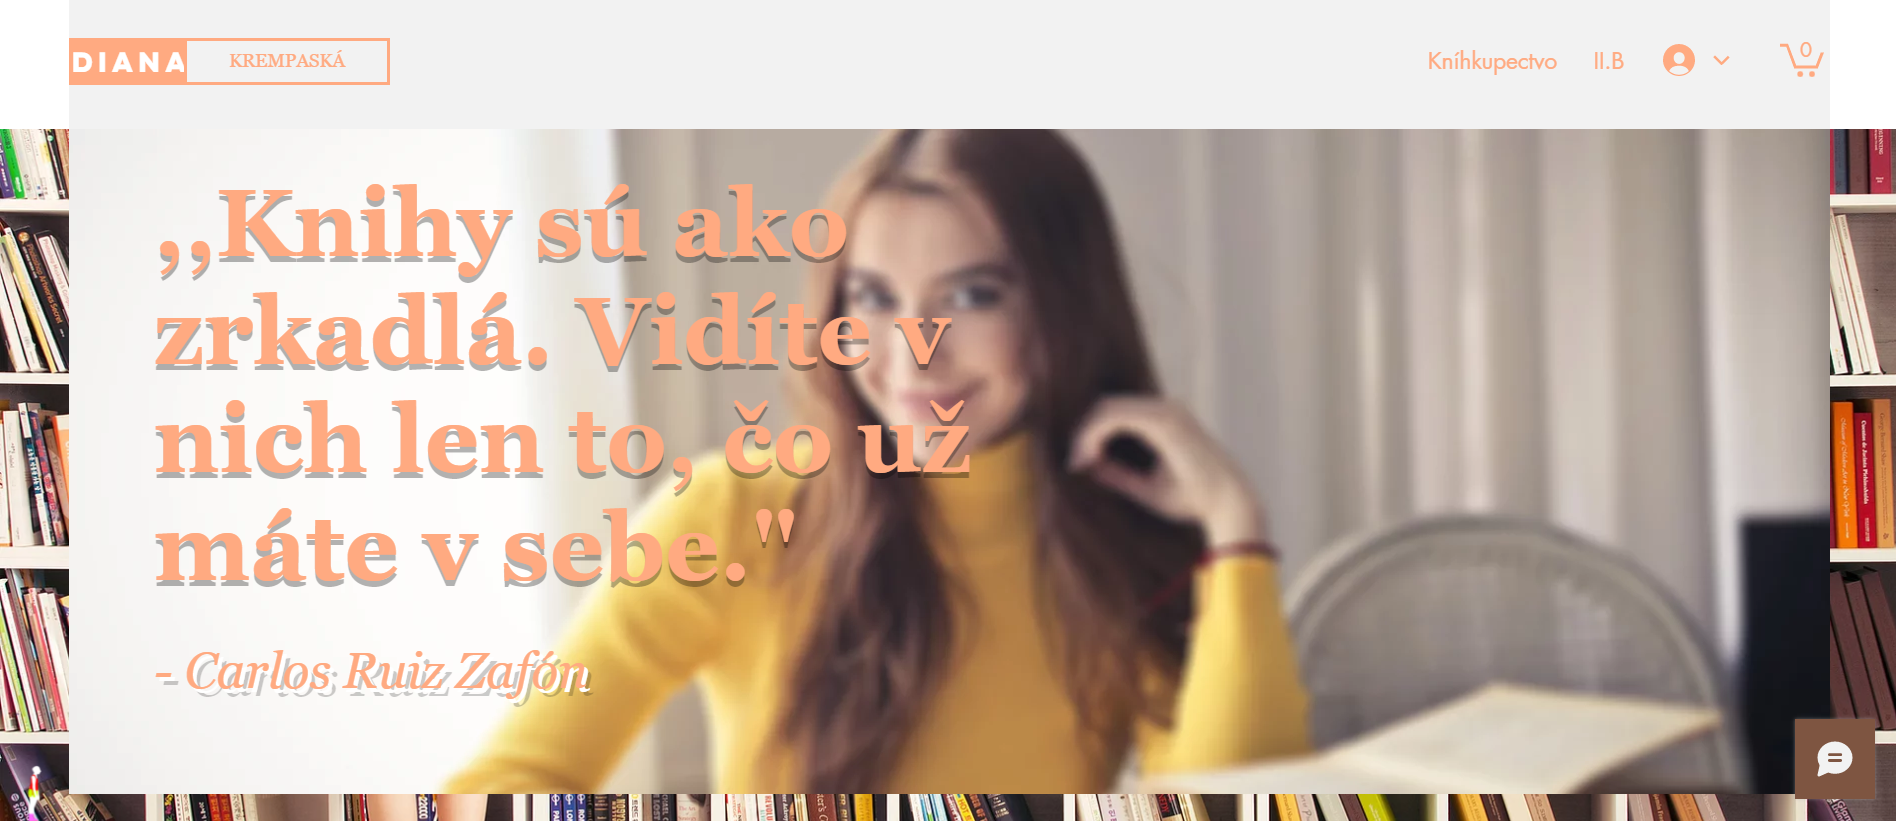 DIANA KREMPASKÁ
Kníhkupectvo II.B 0
,,Knihy sú ako
zrkadlá. Vidíte v
nich len to, čo už
máte v sebe."
- Carlos Ruiz Zafón